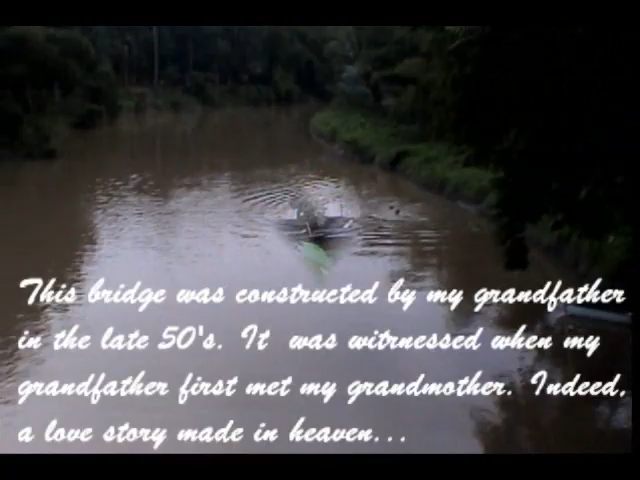 This bridge was constructed by my grandfather
in the late 50's. It was witnessed when my
grandfather first met my grandmother. Indeed,
a love story made in heaven...